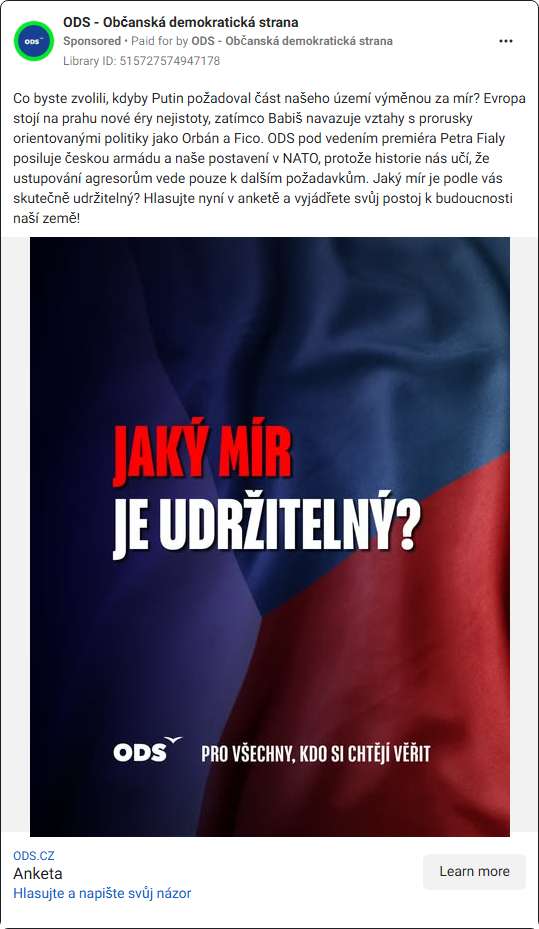 ODS - Občanská demokratická strana
Sponsored • Paid for by ODS - Občanská demokratická strana
Library ID: 515727574947178
Co byste zvolili, kdyby Putin požadoval část našeho území výměnou za mír? Evropa
stojí na prahu nové éry nejistoty, zatímco Babiš navazuje vztahy s prorusky
orientovanými politiky jako Orbán a Fico. ODS pod vedením premiéra Petra Fialy
posiluje českou armádu a naše postavení v NATO, protože historie nás učí, že
ustupování agresorům vede pouze k dalším požadavkům. Jaký mír je podle vás
skutečně udržitelný? Hlasujte nyní v anketě a vyjádřete svůj postoj k budoucnosti
naší země!
JAKÝ MÍR
JE UDRŽITELNÝ?
ODS PRO VŠECHNY, KDO SI CHTĚJÍ VĚŘIT
ODS.CZ
Anketa
Hlasujte a napište svůj názor
Learn more